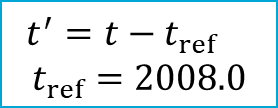 t′ = t − t_ref
t_ref = 2008.0